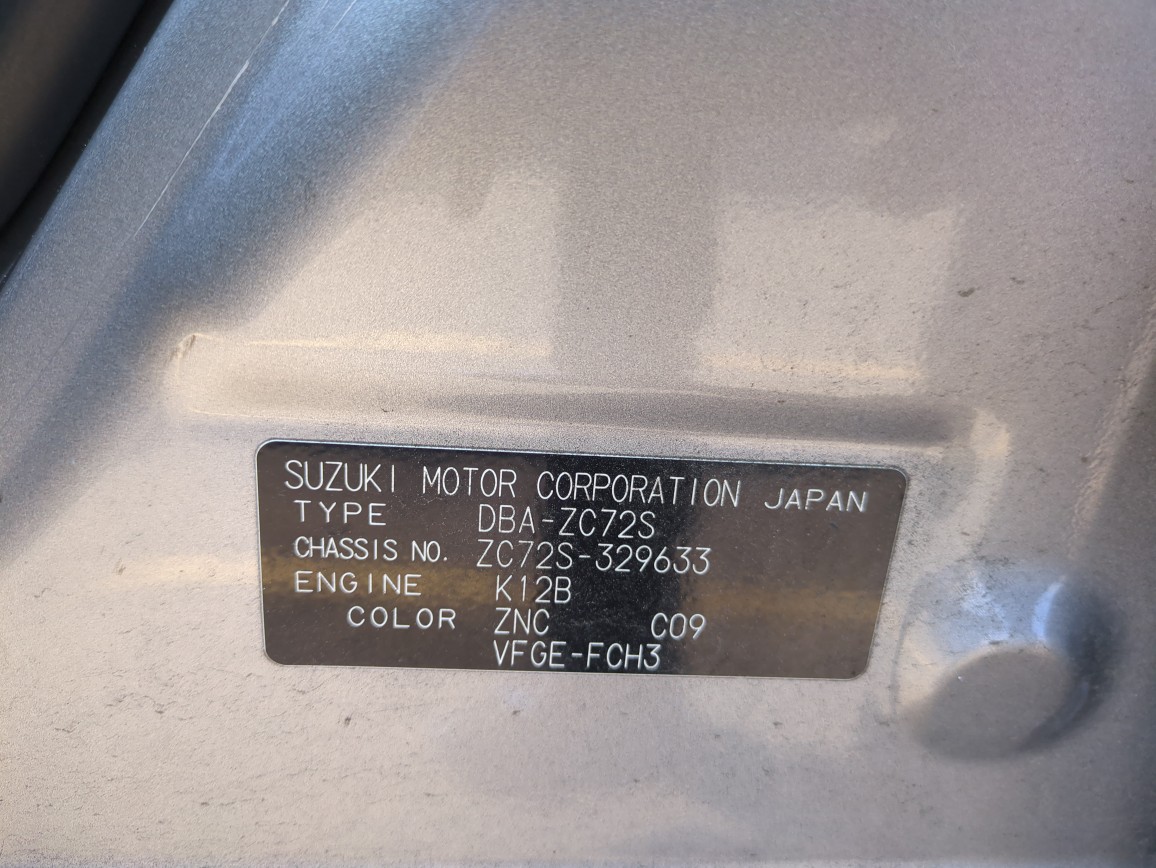 SUZUKI MOTOR CORPORATION JAPAN
TYPE DBA-ZC72S
CHASSIS NO. ZC72S-329633
ENGINE K12B
COLOR ZNC C09
VFGE-FCH3